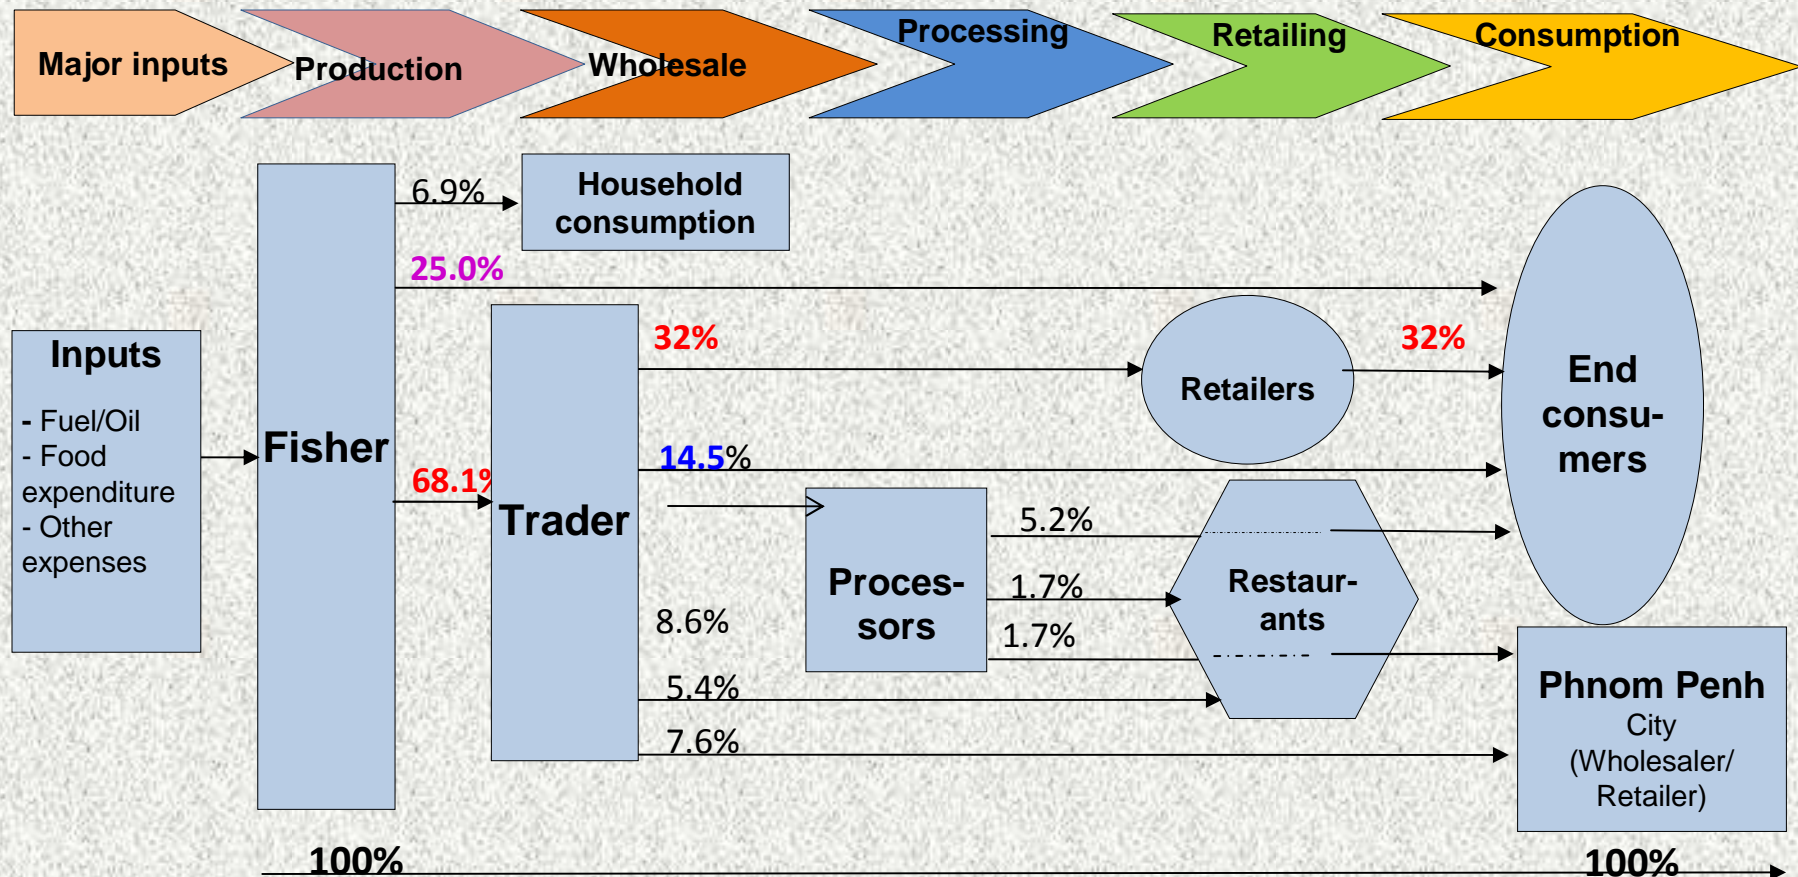 Major inputs
Production
Wholesale
Processing
Retailing
Consumption
6.9%
Household
consumption
25.0%
Inputs
- Fuel/Oil
- Food
expenditure
- Other
expenses
Fisher
68.1%
Trader
32%
Retailers
32%
End
consu-
mers
14.5%
Proces-
sors
5.2%
1.7%
1.7%
Restaur-
ants
8.6%
5.4%
7.6%
Phnom Penh
City
(Wholesaler/
Retailer)
100%
100%